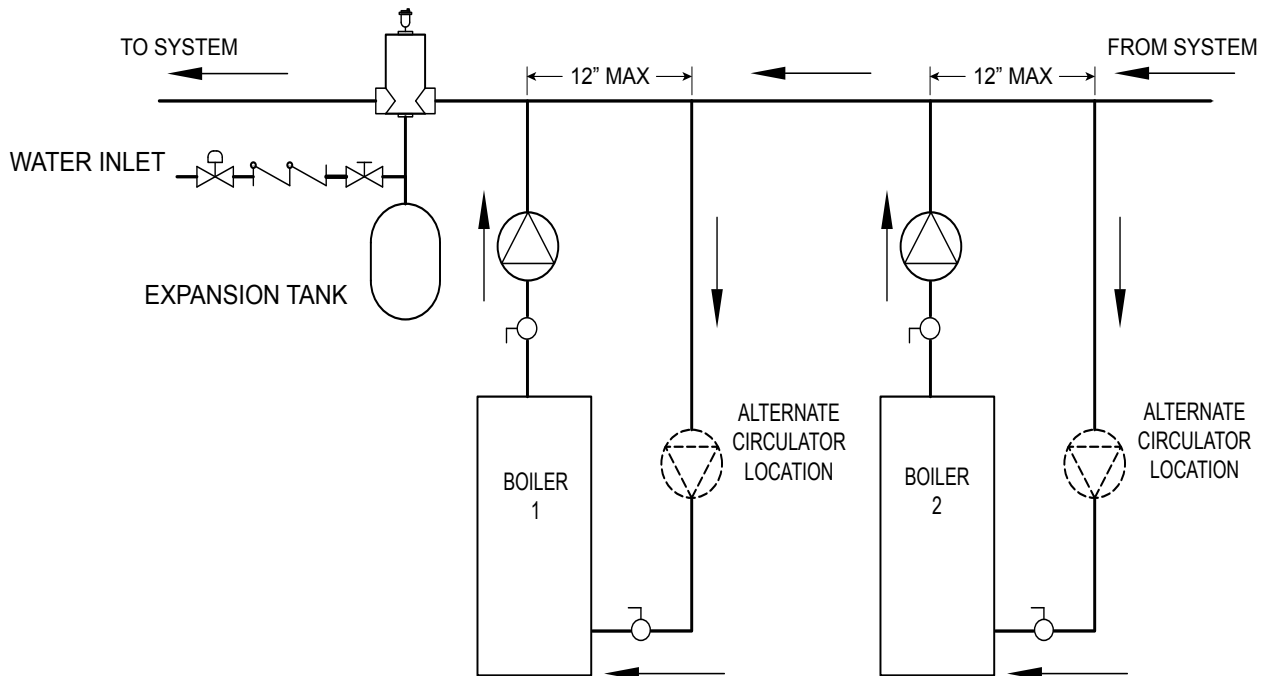 TO SYSTEM
12” MAX
12” MAX
FROM SYSTEM
WATER INLET
EXPANSION TANK
BOILER
1
ALTERNATE
CIRCULATOR
LOCATION
BOILER
2
ALTERNATE
CIRCULATOR
LOCATION